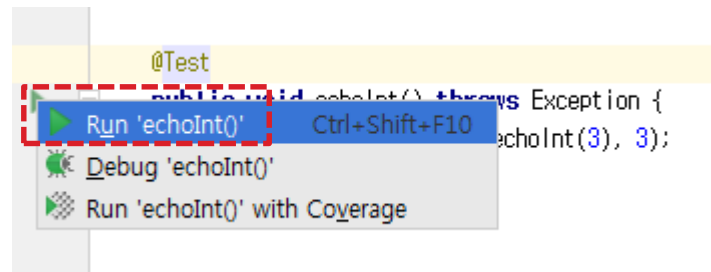 @Test
public void echoInt() throws Exception {
Run 'echoInt()' Ctrl+Shift+F10
echoInt(3), 3);
Debug 'echoInt()'
Run 'echoInt()' with Coverage